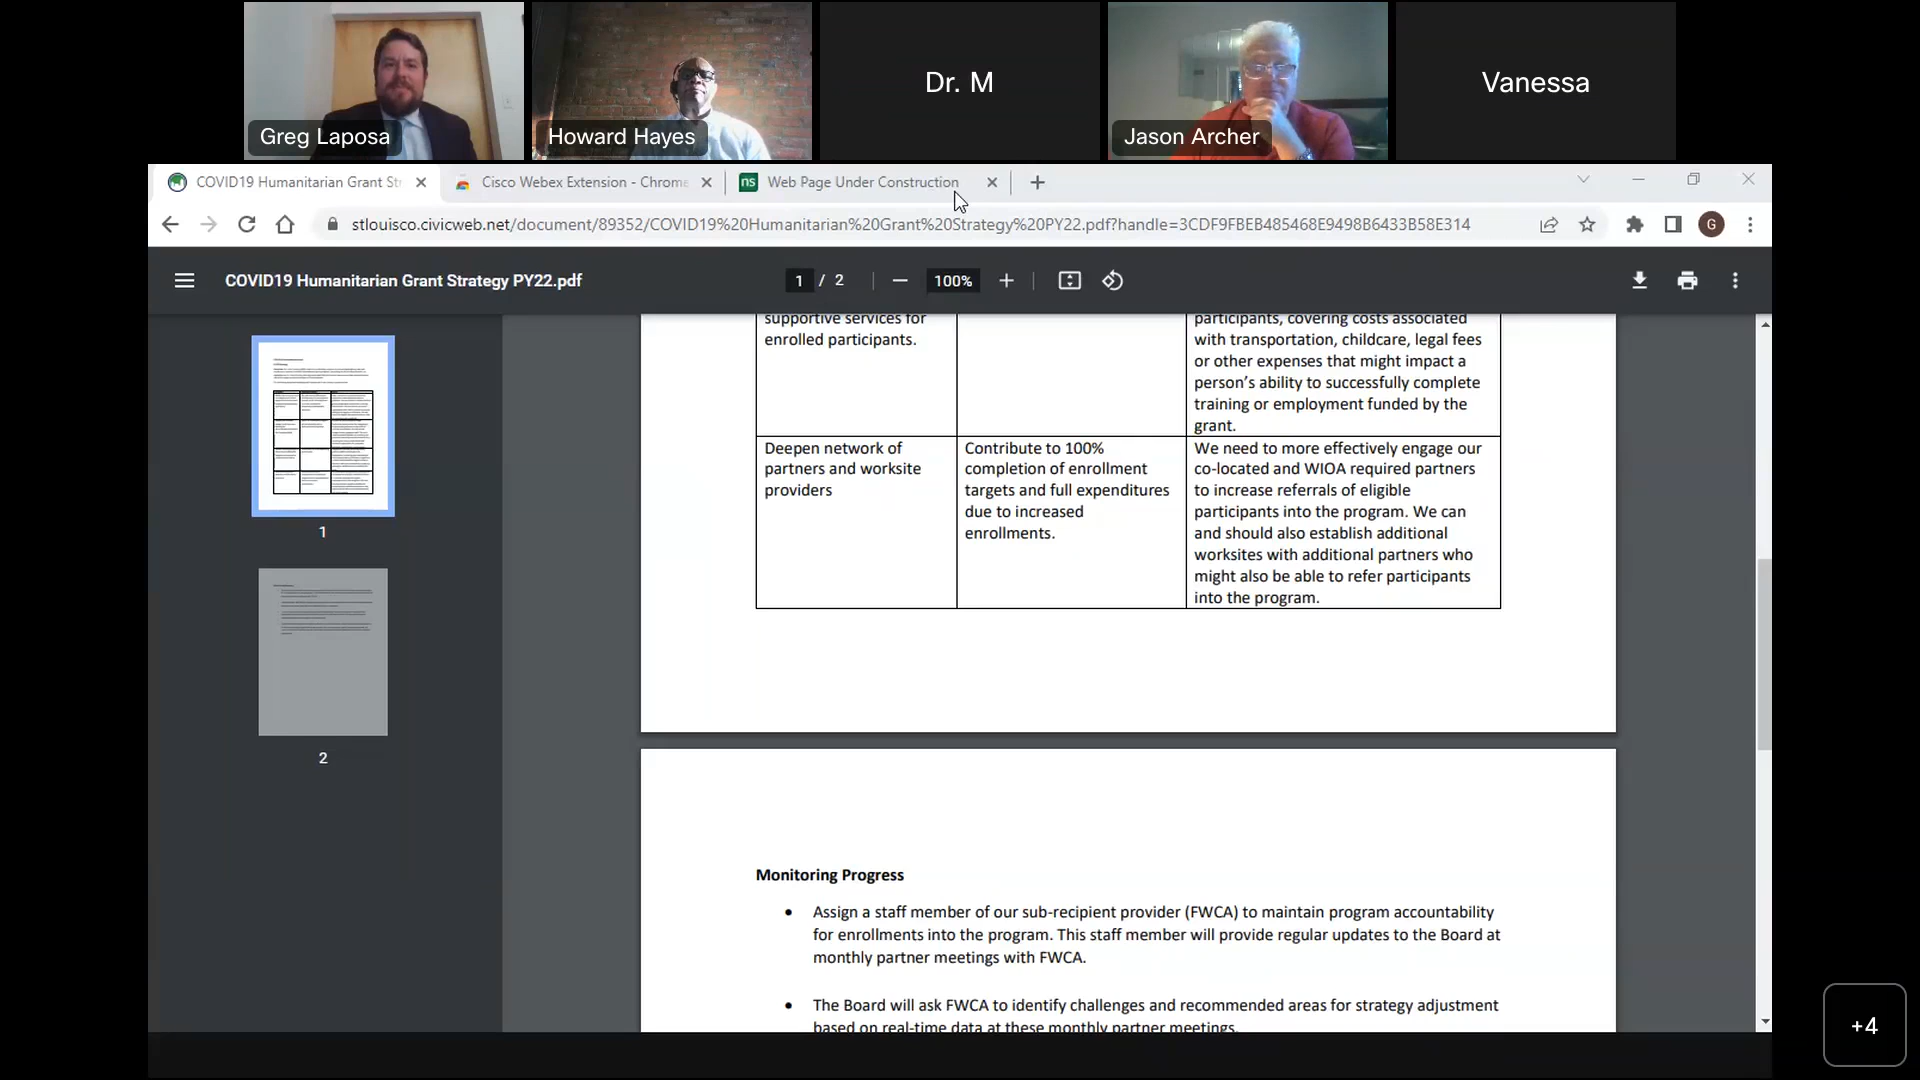 Greg Laposa
Howard Hayes
Dr. M
Jason Archer
Vanessa
COVID19 Humanitarian Grant Str
Cisco Webex Extension - Chrome
ns
Web Page Under Construction
stlouisco.civicweb.net/document/89352/COVID19%20Humanitarian%20Grant%20Strategy%20PY22.pdf?handle=3CDF9FBEB485468E9498B6433B58E314
G
COVID19 Humanitarian Grant Strategy PY22.pdf
1 / 2
100%
1
2
supportive services for
enrolled participants.
participants, covering costs associated
with transportation, childcare, legal fees
or other expenses that might impact a
person’s ability to successfully complete
training or employment funded by the
grant.
Deepen network of
partners and worksite
providers
Contribute to 100%
completion of enrollment
targets and full expenditures
due to increased
enrollments.
We need to more effectively engage our
co-located and WIOA required partners
to increase referrals of eligible
participants into the program. We can
and should also establish additional
worksites with additional partners who
might also be able to refer participants
into the program.
Monitoring Progress
• Assign a staff member of our sub-recipient provider (FWCA) to maintain program accountability
for enrollments into the program. This staff member will provide regular updates to the Board at
monthly partner meetings with FWCA.
• The Board will ask FWCA to identify challenges and recommended areas for strategy adjustment
based on real-time data at these monthly partner meetings.
+4